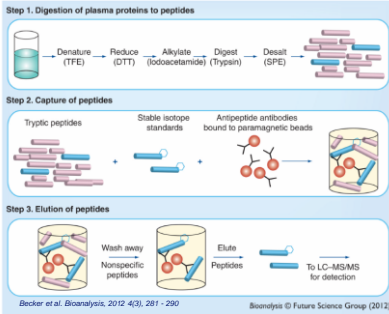 Step 1. Digestion of plasma proteins to peptides
Denature
(TFE)
Reduce
(DTT)
Alkylate
(Iodoacetamide)
Digest
(Trypsin)
Desalt
(SPE)
Step 2. Capture of peptides
Tryptic peptides
Stable isotope
standards
Antipeptide antibodies
bound to paramagnetic beads
+
+
Step 3. Elution of peptides
Wash away
Nonspecific
peptides
Elute
Peptides
To LC–MS/MS
for detection
Becker et al. Bioanalysis, 2012 4(3), 281 - 290
Bioanalysis © Future Science Group (2012)